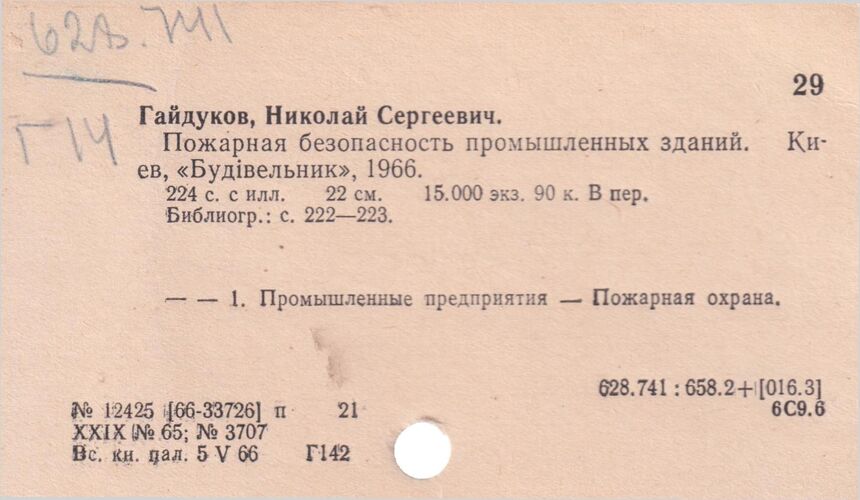 628.741
29
Г14
Гайдуков, Николай Сергеевич.
Пожарная безопасность промышленных зданий. Ки-
ев, «Будівельник», 1966.
224 с. с илл. 22 см. 15.000 экз. 90 к. В пер.
Библиогр.: с. 222—223.
— — 1. Промышленные предприятия — Пожарная охрана.
628.741 : 658.2+[016.3]
6С9.6
№ 12425 [66-33726] п 21
XXIX № 65; № 3707
Вс. кн. пал. 5 V 66 Г142